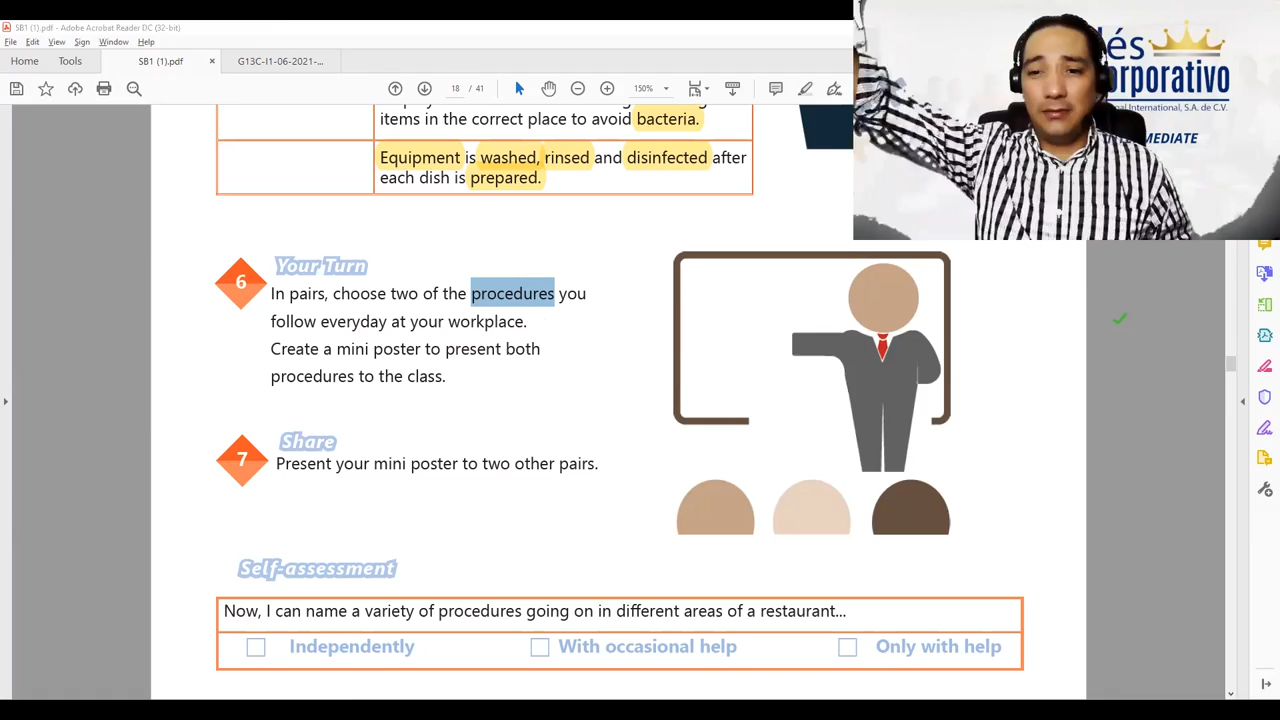 SB1 (1).pdf - Adobe Acrobat Reader DC (32-bit)
File Edit View Sign Window Help
Home Tools SB1 (1).pdf × G13C-I1-06-2021-...
18 / 41 150%
items in the correct place to avoid bacteria.
Equipment is washed, rinsed and disinfected after
each dish is prepared.
és
orporativo
nal International, S.A. de C.V.
MEDIATE
6 Your Turn
In pairs, choose two of the procedures you
follow everyday at your workplace.
Create a mini poster to present both
procedures to the class.
7 Share
Present your mini poster to two other pairs.
Self-assessment
Now, I can name a variety of procedures going on in different areas of a restaurant...
Independently With occasional help Only with help